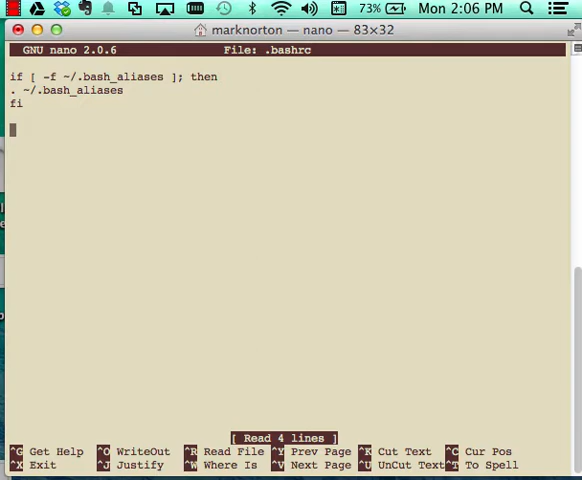 73% Mon 2:06 PM
marknorton — nano — 83×32
GNU nano 2.0.6 File: .bashrc
if [ -f ~/.bash_aliases ]; then
. ~/.bash_aliases
fi
[ Read 4 lines ]
^G Get Help ^O WriteOut ^R Read File ^Y Prev Page ^K Cut Text ^C Cur Pos
^X Exit ^J Justify ^W Where Is ^V Next Page ^U UnCut Text ^T To Spell